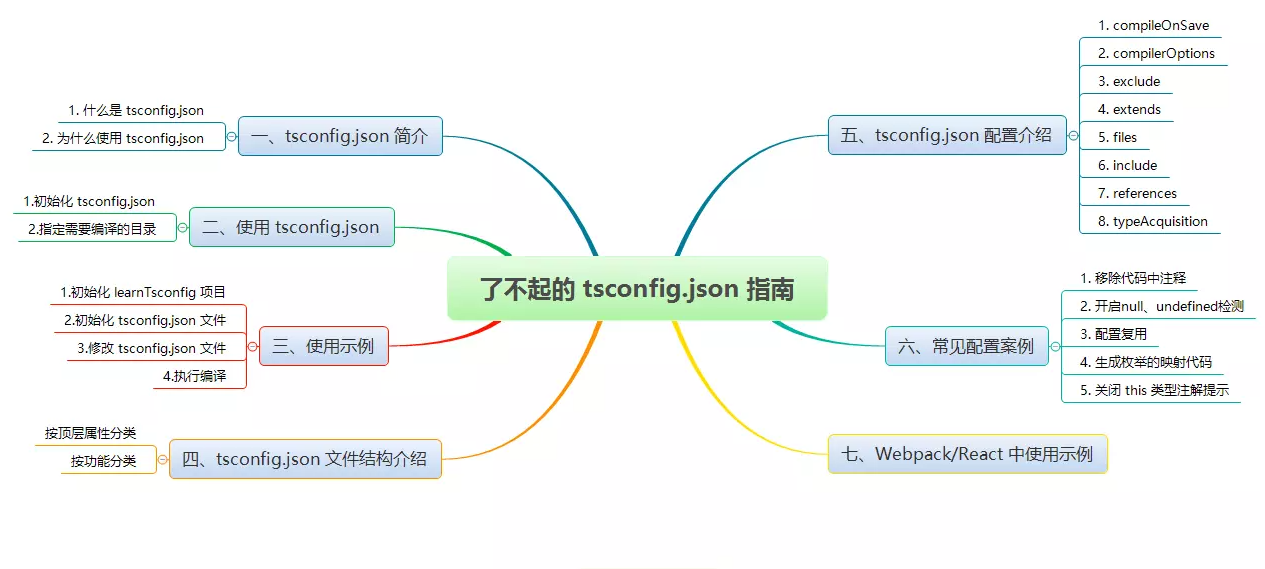 了不起的 tsconfig.json 指南
一、tsconfig.json 简介
1. 什么是 tsconfig.json
2. 为什么使用 tsconfig.json
二、使用 tsconfig.json
1.初始化 tsconfig.json
2.指定需要编译的目录
三、使用示例
1.初始化 learnTsconfig 项目
2.初始化 tsconfig.json 文件
3.修改 tsconfig.json 文件
4.执行编译
四、tsconfig.json 文件结构介绍
按顶层属性分类
按功能分类
五、tsconfig.json 配置介绍
1. compileOnSave
2. compilerOptions
3. exclude
4. extends
5. files
6. include
7. references
8. typeAcquisition
六、常见配置案例
1. 移除代码中注释
2. 开启null、undefined检测
3. 配置复用
4. 生成枚举的映射代码
5. 关闭 this 类型注解提示
七、Webpack/React 中使用示例